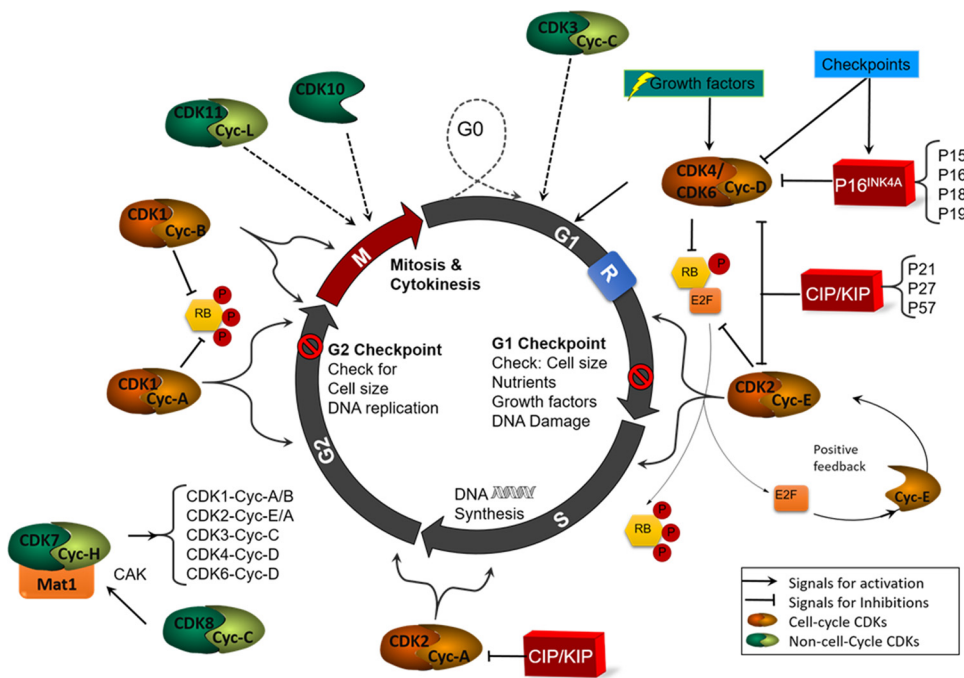 CDK3
Cyc-C
CDK10
CDK11
Cyc-L
G0
Growth factors
Checkpoints
CDK4/
CDK6
Cyc-D
P16INK4A
P15
P16
P18
P19
CDK1
Cyc-B
M
G1
R
Mitosis &
Cytokinesis
RB
P
E2F
CIP/KIP
P21
P27
P57
RB
P
P
P
G2 Checkpoint
Check for
Cell size
DNA replication
G1 Checkpoint
Check: Cell size
Nutrients
Growth factors
DNA Damage
CDK1
Cyc-A
CDK2
Cyc-E
G2
S
DNA
Synthesis
Positive
feedback
Cyc-E
E2F
RB
P
P
P
CDK7
Cyc-H
Mat1
CAK
CDK1-Cyc-A/B
CDK2-Cyc-E/A
CDK3-Cyc-C
CDK4-Cyc-D
CDK6-Cyc-D
CDK8
Cyc-C
CDK2
Cyc-A
CIP/KIP
Signals for activation
Signals for Inhibitions
Cell-cycle CDKs
Non-cell-Cycle CDKs